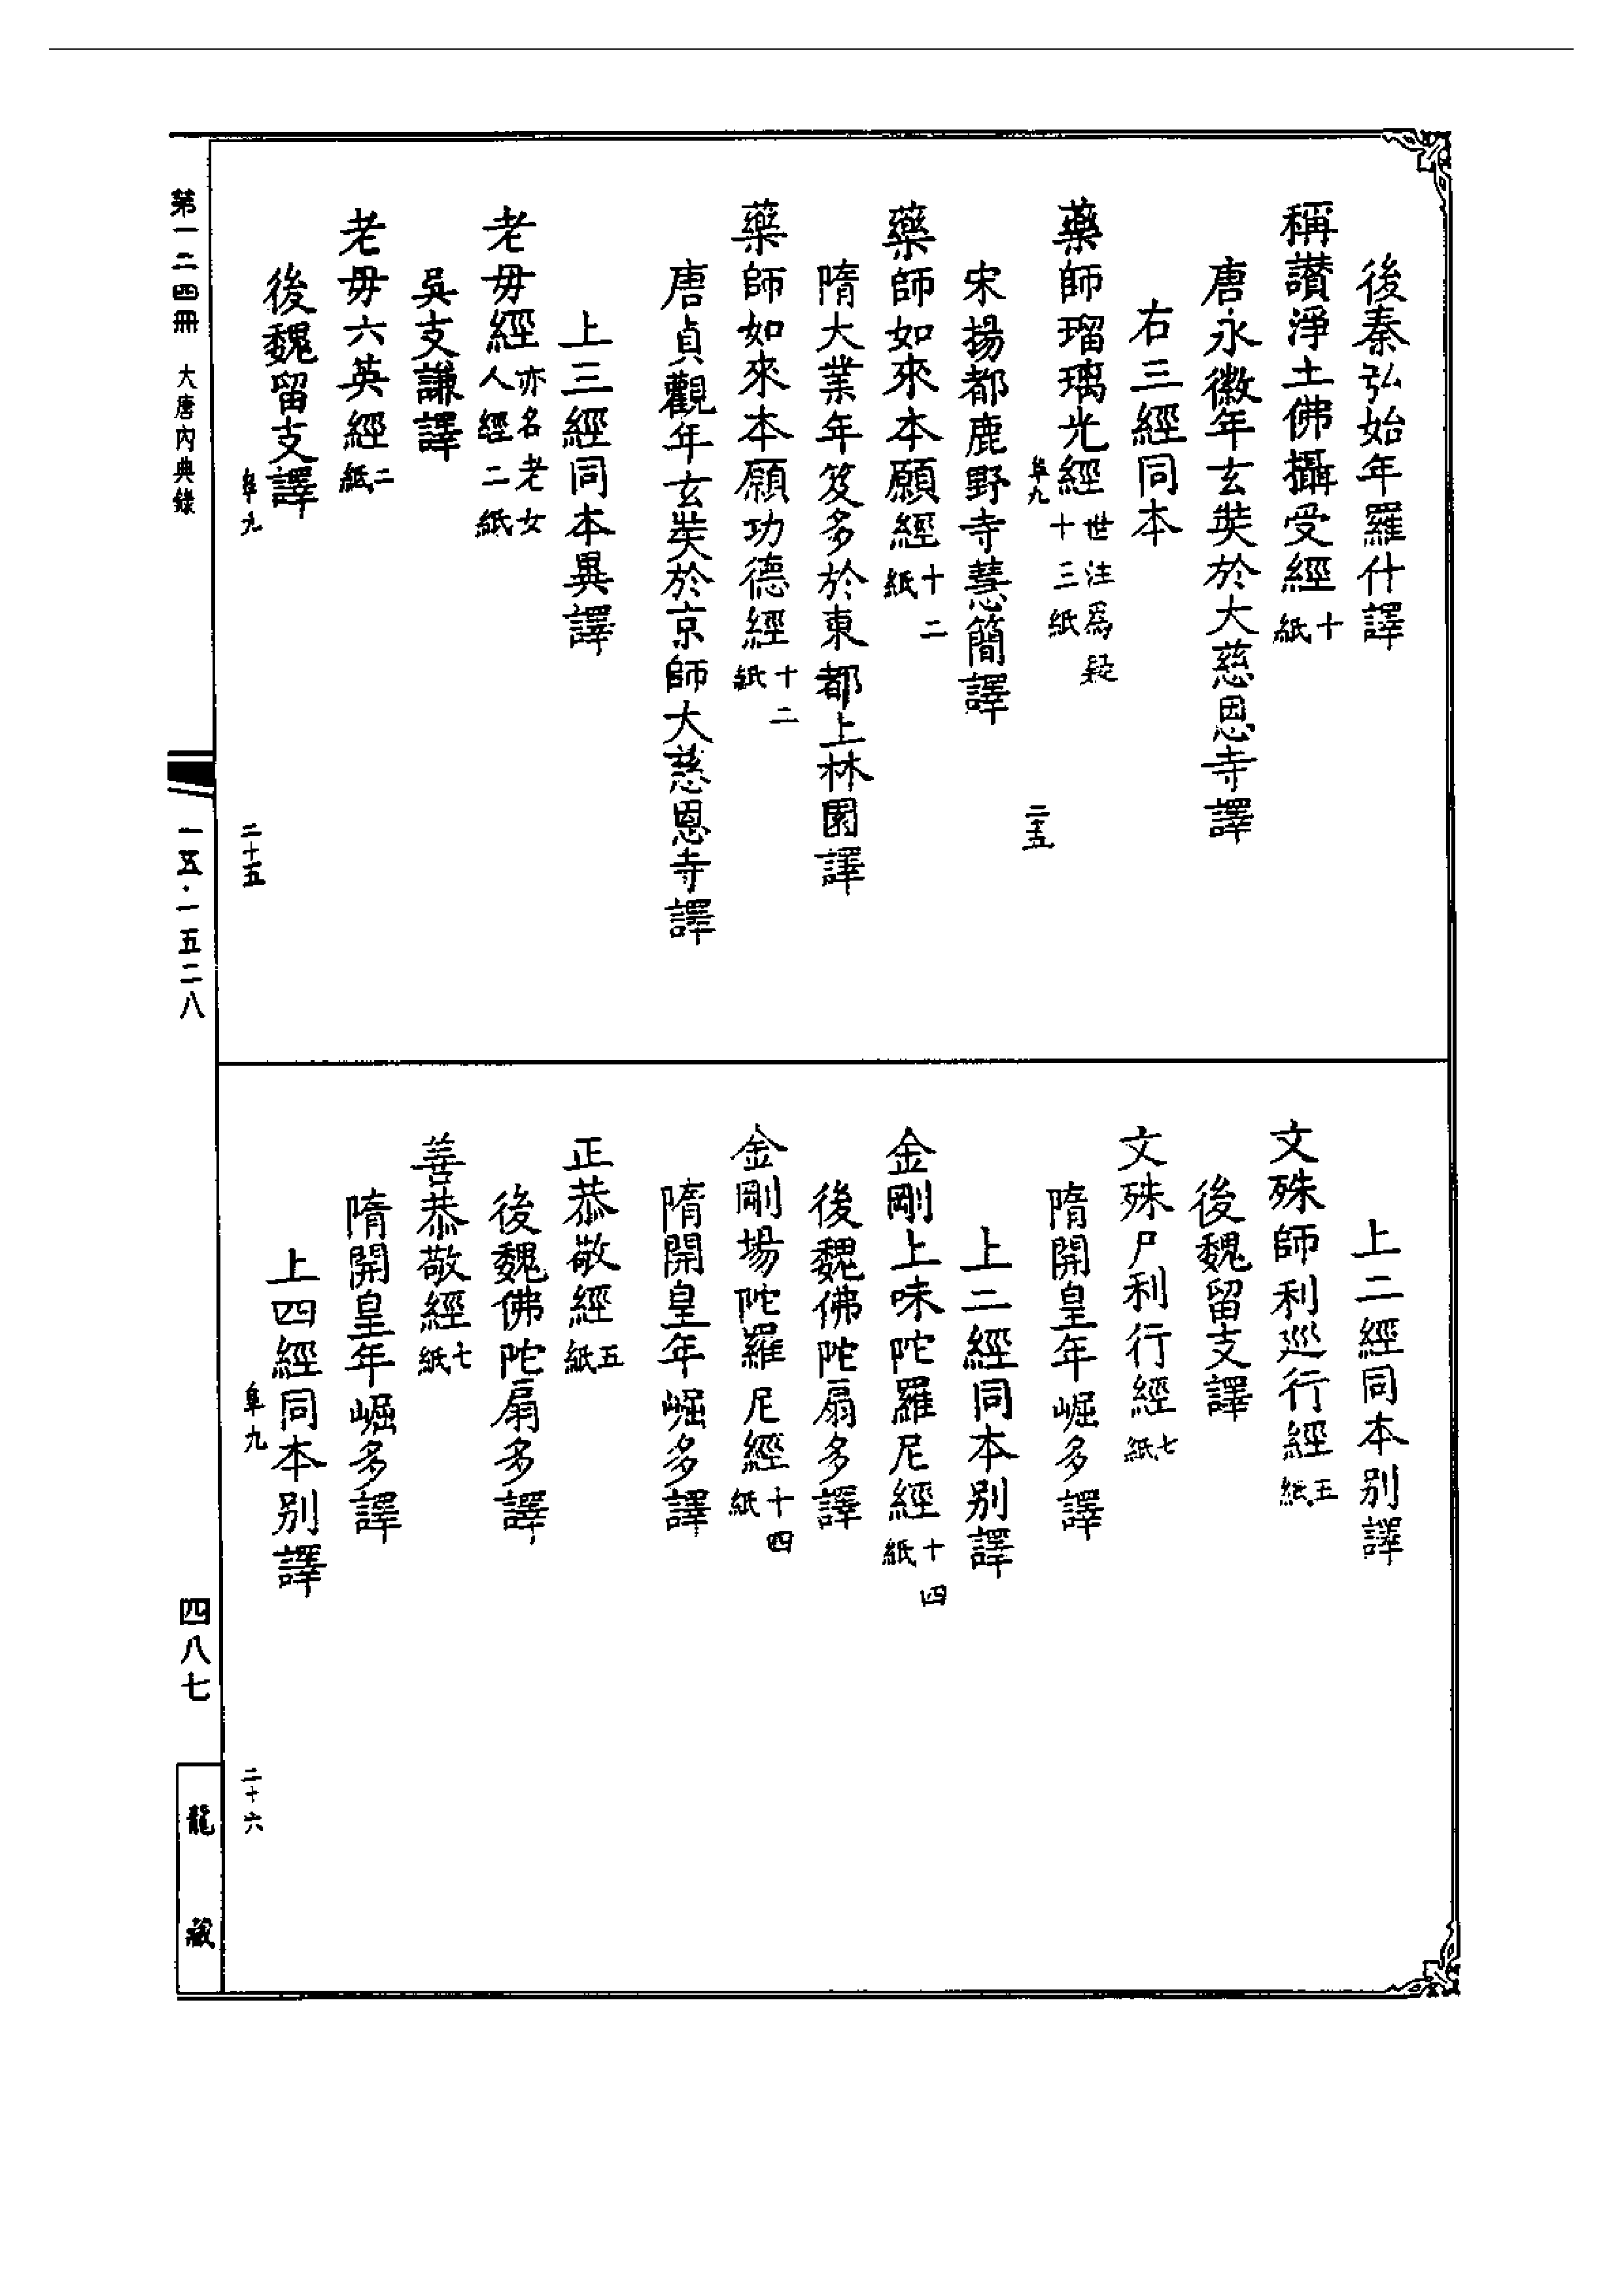 後秦弘始年羅什譯
稱讃淨土佛攝受經十紙
唐永徽年玄奘於大慈恩寺譯
右三經同本
藥師瑠璃光經世注爲疑十三紙
阜九
二十五
宋揚都鹿野寺慧簡譯
藥師如來本願經十二紙
隋大業年笈多於東都上林園譯
藥師如來本願功德經十二紙
唐貞觀年玄奘於京師大慈恩寺譯
上三經同本異譯
老毋經亦名老女人經二紙
吳支謙譯
老毋六英經二紙
後魏留支譯
阜九
二十五
上二經同本别譯
文殊師利巡行經五紙
後魏留支譯
文殊尸利行經七紙
隋開皇年崛多譯
上二經同本别譯
金剛上味陀羅尼經十四紙
後魏佛陀扇多譯
金剛場陀羅尼經十四紙
隋開皇年崛多譯
正恭敬經五紙
後魏佛陀扇多譯
善恭敬經七紙
隋開皇年崛多譯
上四經同本别譯
阜九
二十六
第一二四冊 大唐内典錄
一五五·一五二八
四八七
龍藏